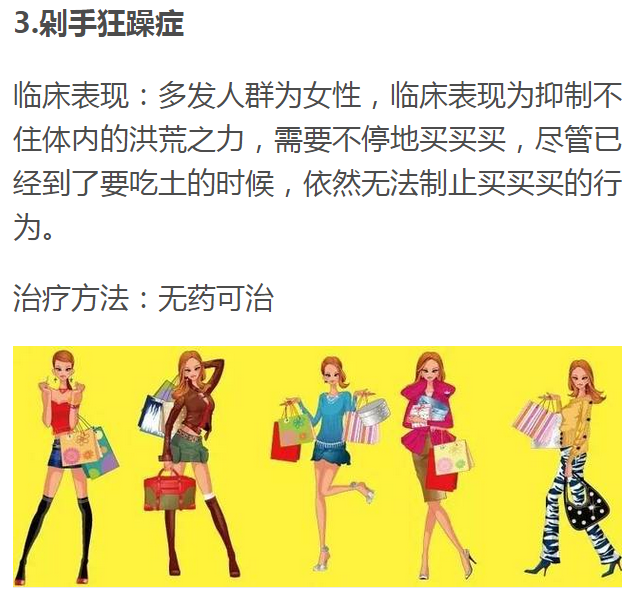 3.剁手狂躁症
临床表现：多发人群为女性，临床表现为抑制不
住体内的洪荒之力，需要不停地买买买，尽管已
经到了要吃土的时候，依然无法制止买买买的行
为。
治疗方法：无药可治